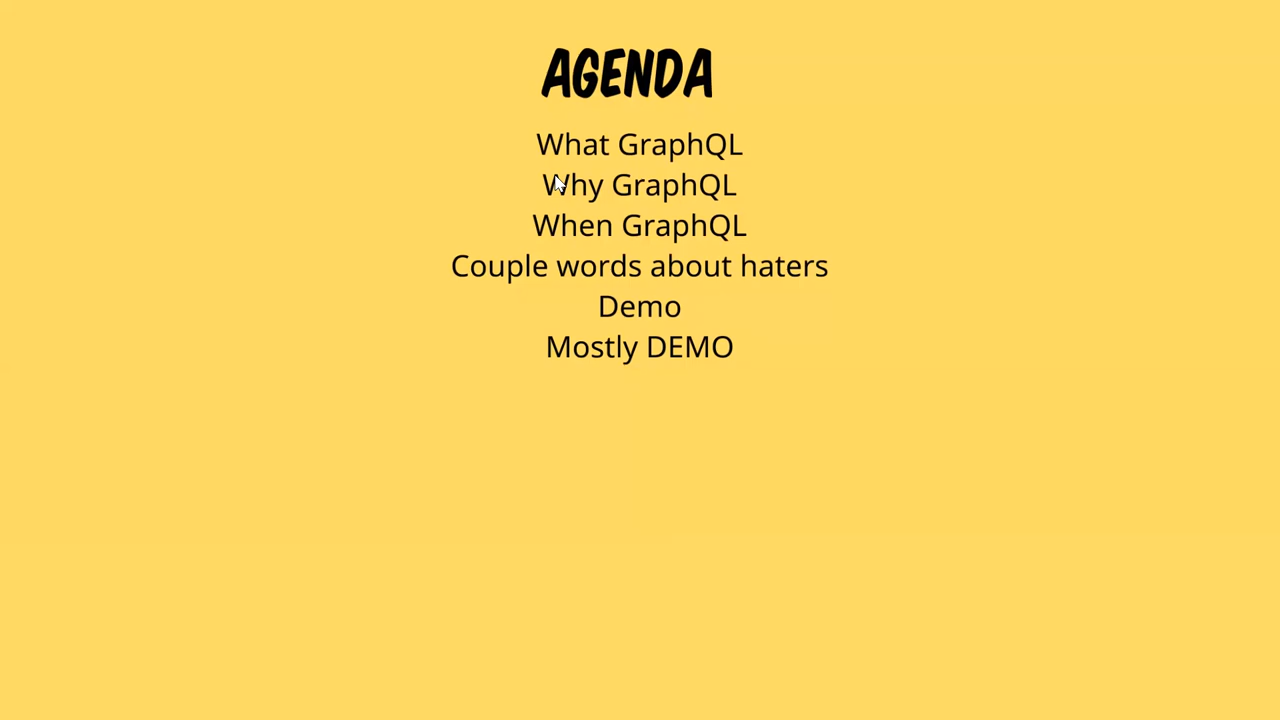 AGENDA
What GraphQL
Why GraphQL
When GraphQL
Couple words about haters
Demo
Mostly DEMO